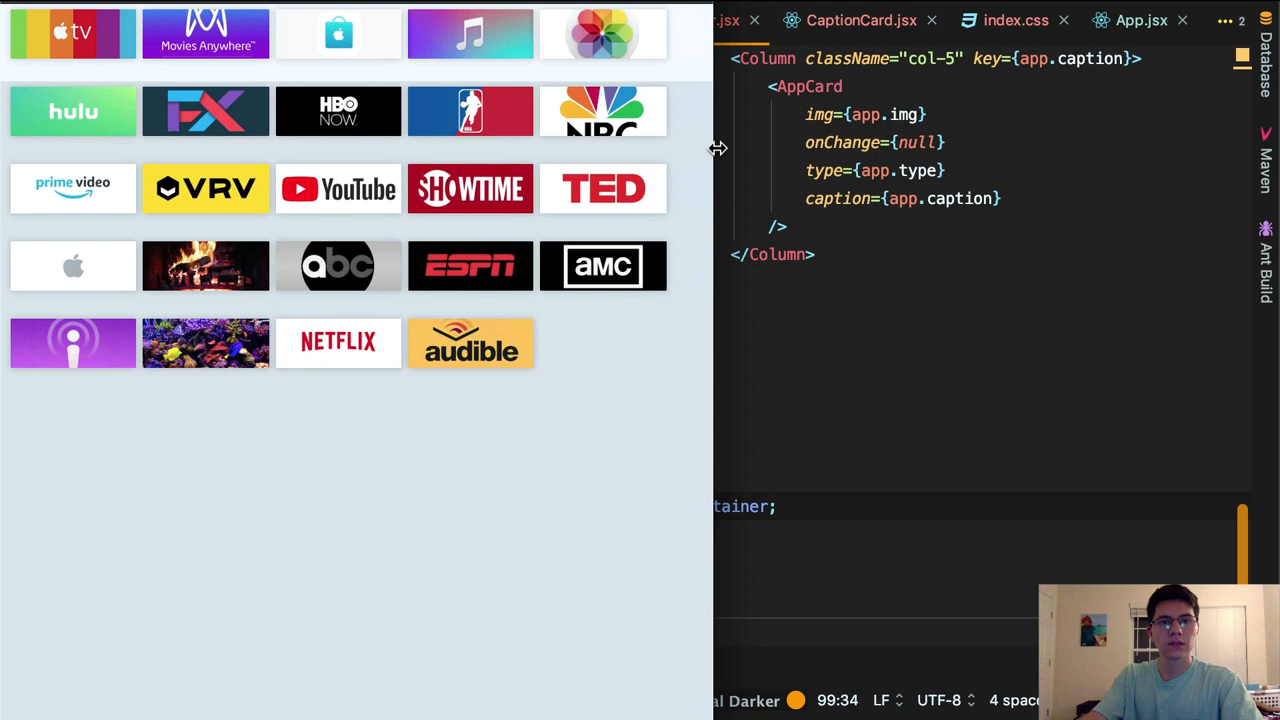 tv
MOVIES ANYWHERE™
hulu
FX
HBO
NOW
NBA
NBC
prime video
VRV
YouTube
SHOWTIME
TED
abc
ESPN
aMC
NETFLIX
audible
r.jsx
CaptionCard.jsx
index.css
App.jsx
2
<Column className="col-5" key={app.caption}>
<AppCard
img={app.img}
onChange={null}
type={app.type}
caption={app.caption}
/>
</Column>
tainer;
Database
Maven
Ant Build
al Darker
99:34
LF
UTF-8
4 spac